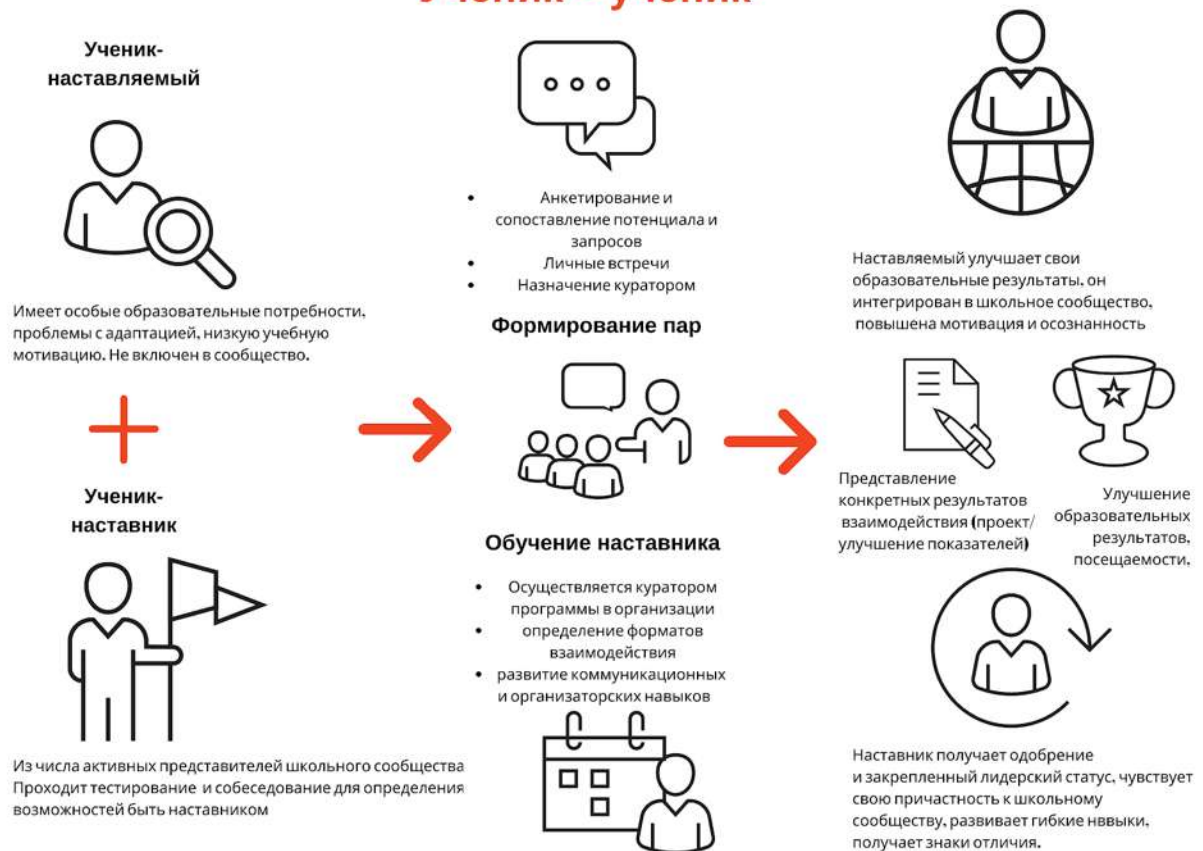 Ученик-
наставляемый
Имеет особые образовательные потребности,
проблемы с адаптацией, низкую учебную
мотивацию. Не включен в сообщество.
Ученик-
наставник
Из числа активных представителей школьного сообщества
Проходит тестирование и собеседование для определения
возможностей быть наставником
• Анкетирование и
сопоставление потенциала и
запросов
• Личные встречи
• Назначение куратором
Формирование пар
Обучение наставника
• Осуществляется куратором
программы в организации
• определение форматов
взаимодействия
• развитие коммуникационных
и организаторских навыков
Наставляемый улучшает свои
образовательные результаты, он
интегрирован в школьное сообщество,
повышена мотивация и осознанность
Представление
конкретных результатов
взаимодействия (проект/
улучшение показателей)
Улучшение
образовательных
результатов,
посещаемости.
Наставник получает одобрение
и закрепленный лидерский статус, чувствует
свою причастность к школьному
сообществу, развивает гибкие нввыки,
получает знаки отличия.